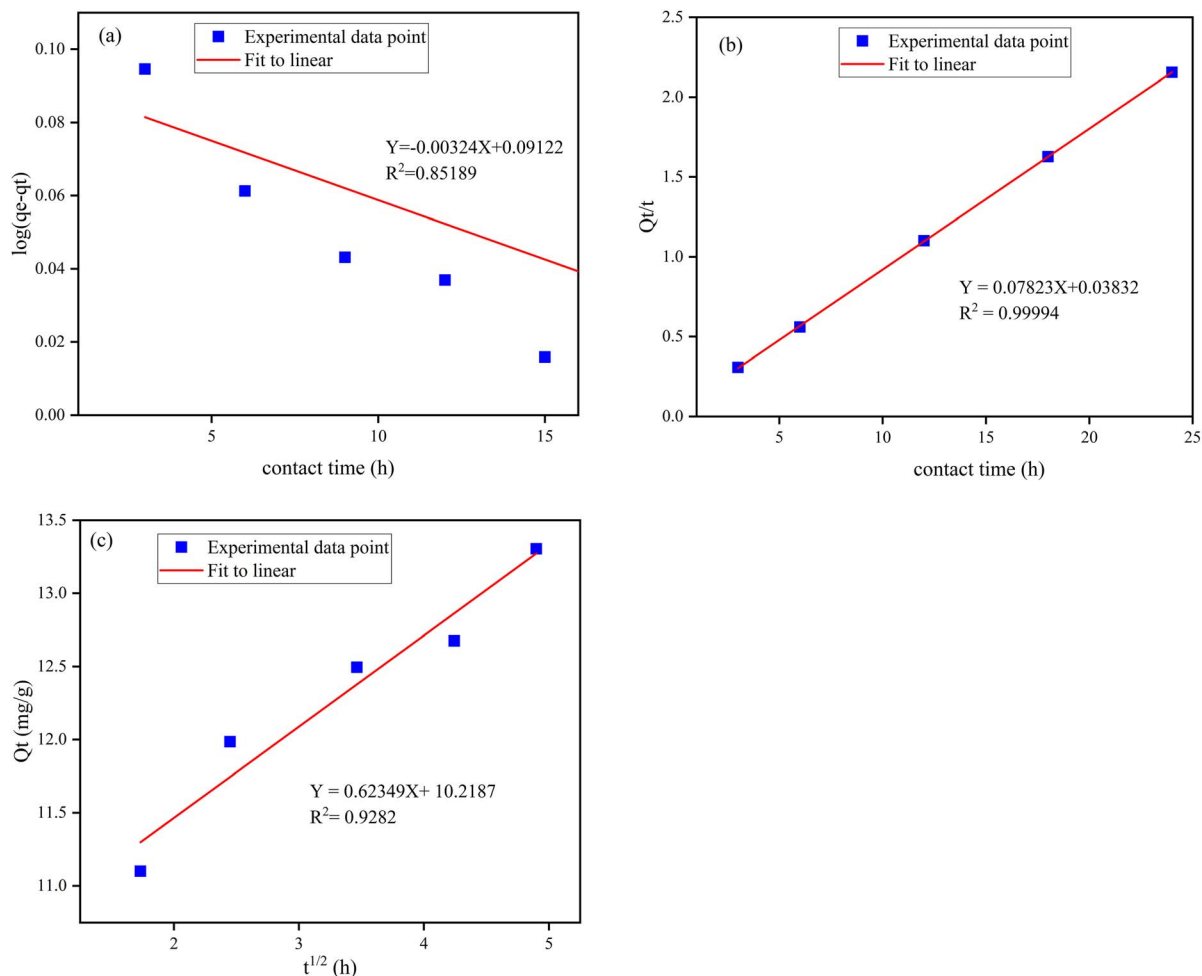 (a)
Experimental data point
Fit to linear
Y=-0.00324X+0.09122
R²=0.85189
log(qe-qt)
0.10
0.08
0.06
0.04
0.02
0.00
5
10
15
contact time (h)
(b)
Experimental data point
Fit to linear
Y = 0.07823X+0.03832
R² = 0.99994
Qt/t
2.5
2.0
1.5
1.0
0.5
0.0
5
10
15
20
25
contact time (h)
(c)
Experimental data point
Fit to linear
Y = 0.62349X+ 10.2187
R²= 0.9282
Qt (mg/g)
13.5
13.0
12.5
12.0
11.5
11.0
2
3
4
5
t^1/2 (h)